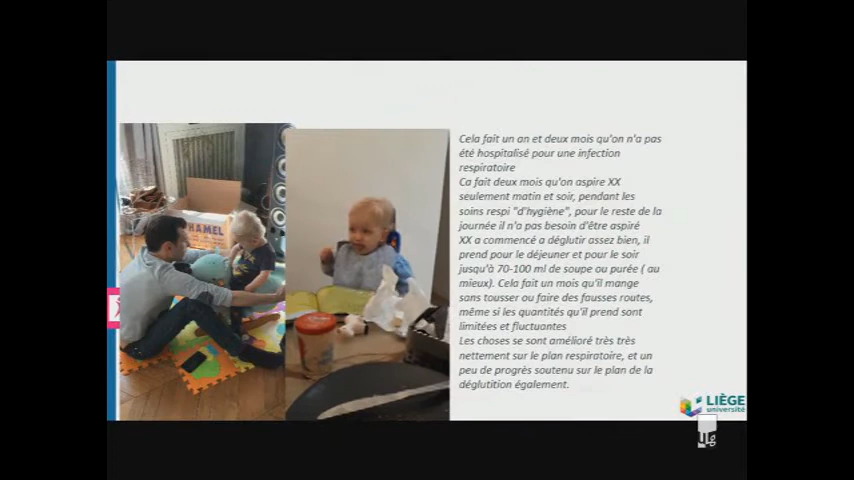 Cela fait un an et deux mois qu'on n'a pas
été hospitalisé pour une infection
respiratoire
Ca fait deux mois qu'on aspire XX
seulement matin et soir, pendant les
soins respi "d'hygiène", pour le reste de la
journée il n'a pas besoin d'être aspiré
XX a commencé a déglutir assez bien, il
prend pour le déjeuner et pour le soir
jusqu'à 70-100 ml de soupe ou purée ( au
mieux). Cela fait un mois qu'il mange
sans tousser ou faire des fausses routes,
même si les quantités qu'il prend sont
limitées et fluctuantes
Les choses se sont amélioré très très
nettement sur le plan respiratoire, et un
peu de progrès soutenu sur le plan de la
déglutition également.
HAMEL
LIÈGE
université